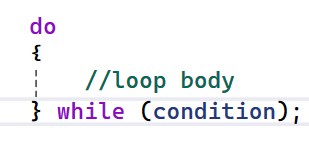 do
{
    //loop body
} while (condition);